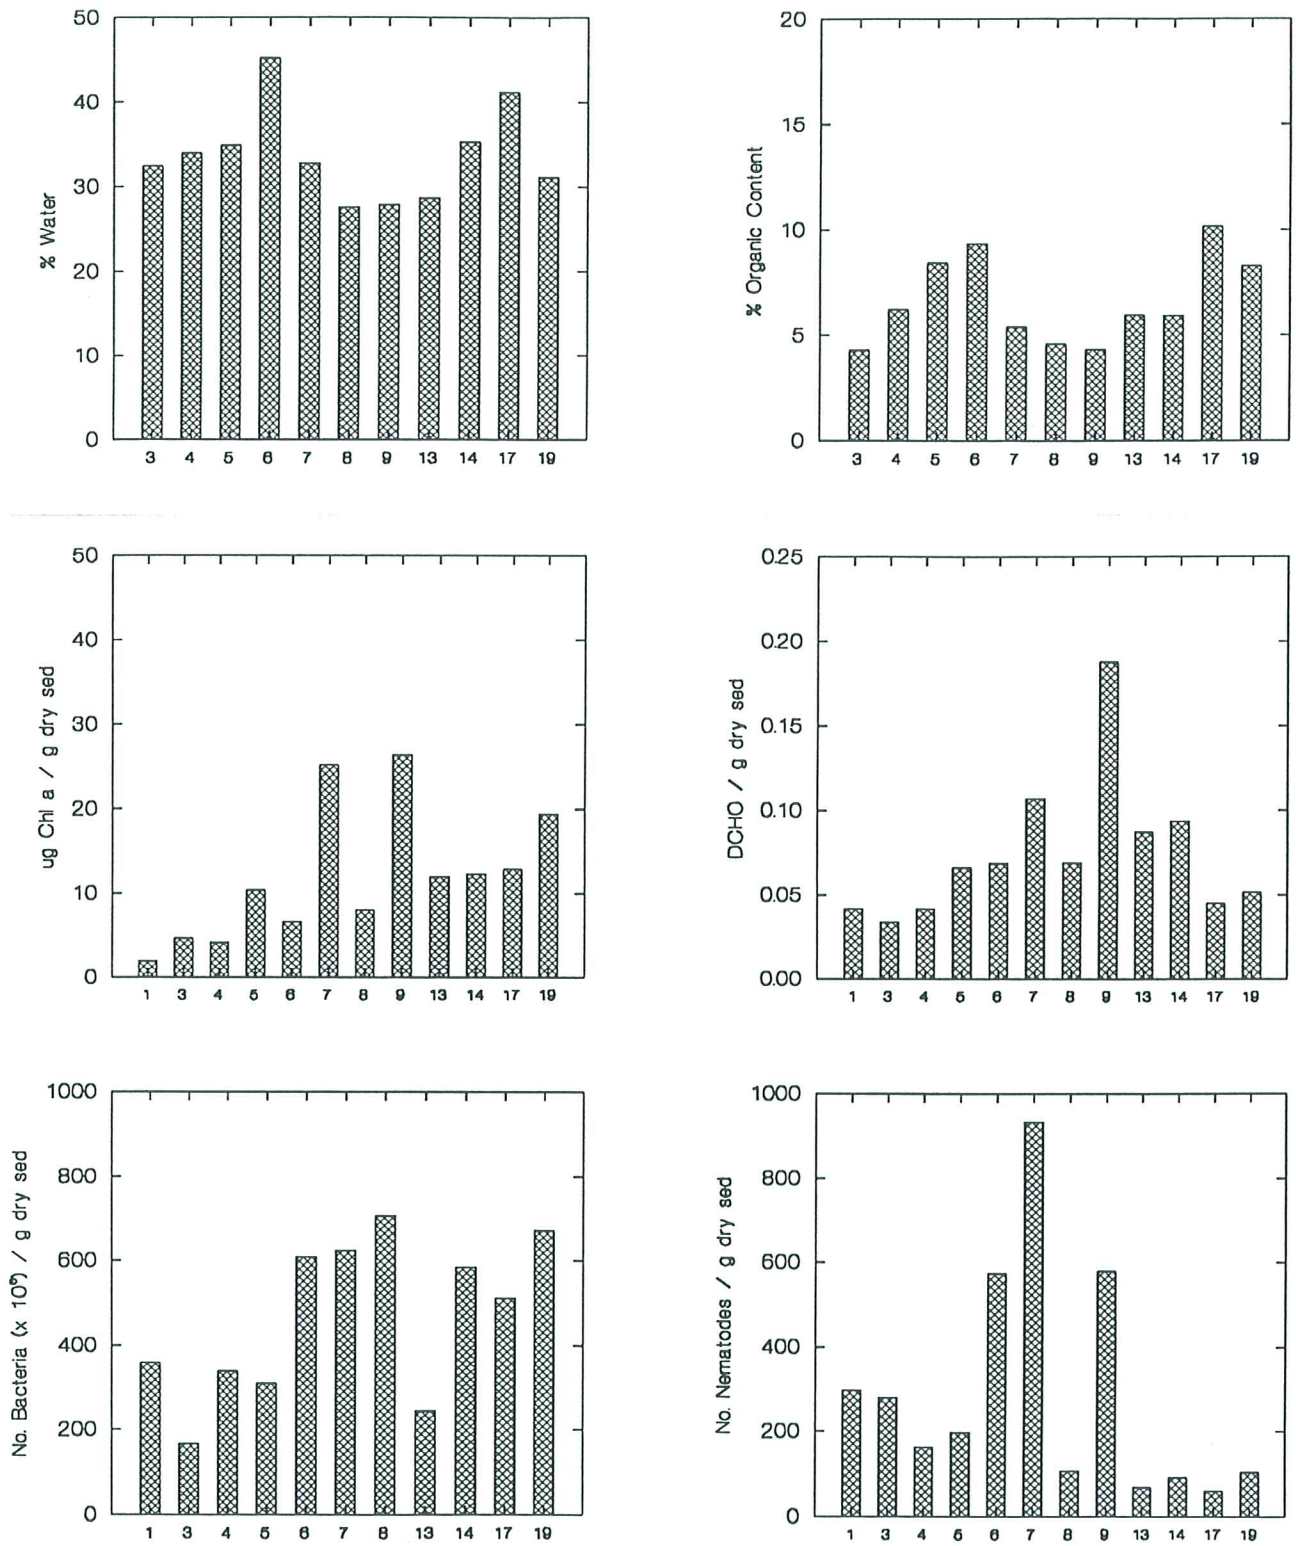 50
40
30
20
10
0
% Water
3 4 5 6 7 8 9 13 14 17 19
20
15
10
5
0
% Organic Content
3 4 5 6 7 8 9 13 14 17 19
50
40
30
20
10
0
ug Chl a / g dry sed
1 3 4 5 6 7 8 9 13 14 17 19
0.25
0.20
0.15
0.10
0.05
0.00
DCHO / g dry sed
1 3 4 5 6 7 8 9 13 14 17 19
1000
800
600
400
200
0
No. Bacteria (x 10⁶) / g dry sed
1 3 4 5 6 7 8 13 14 17 19
1000
800
600
400
200
0
No. Nematodes / g dry sed
1 3 4 5 6 7 8 9 13 14 17 19